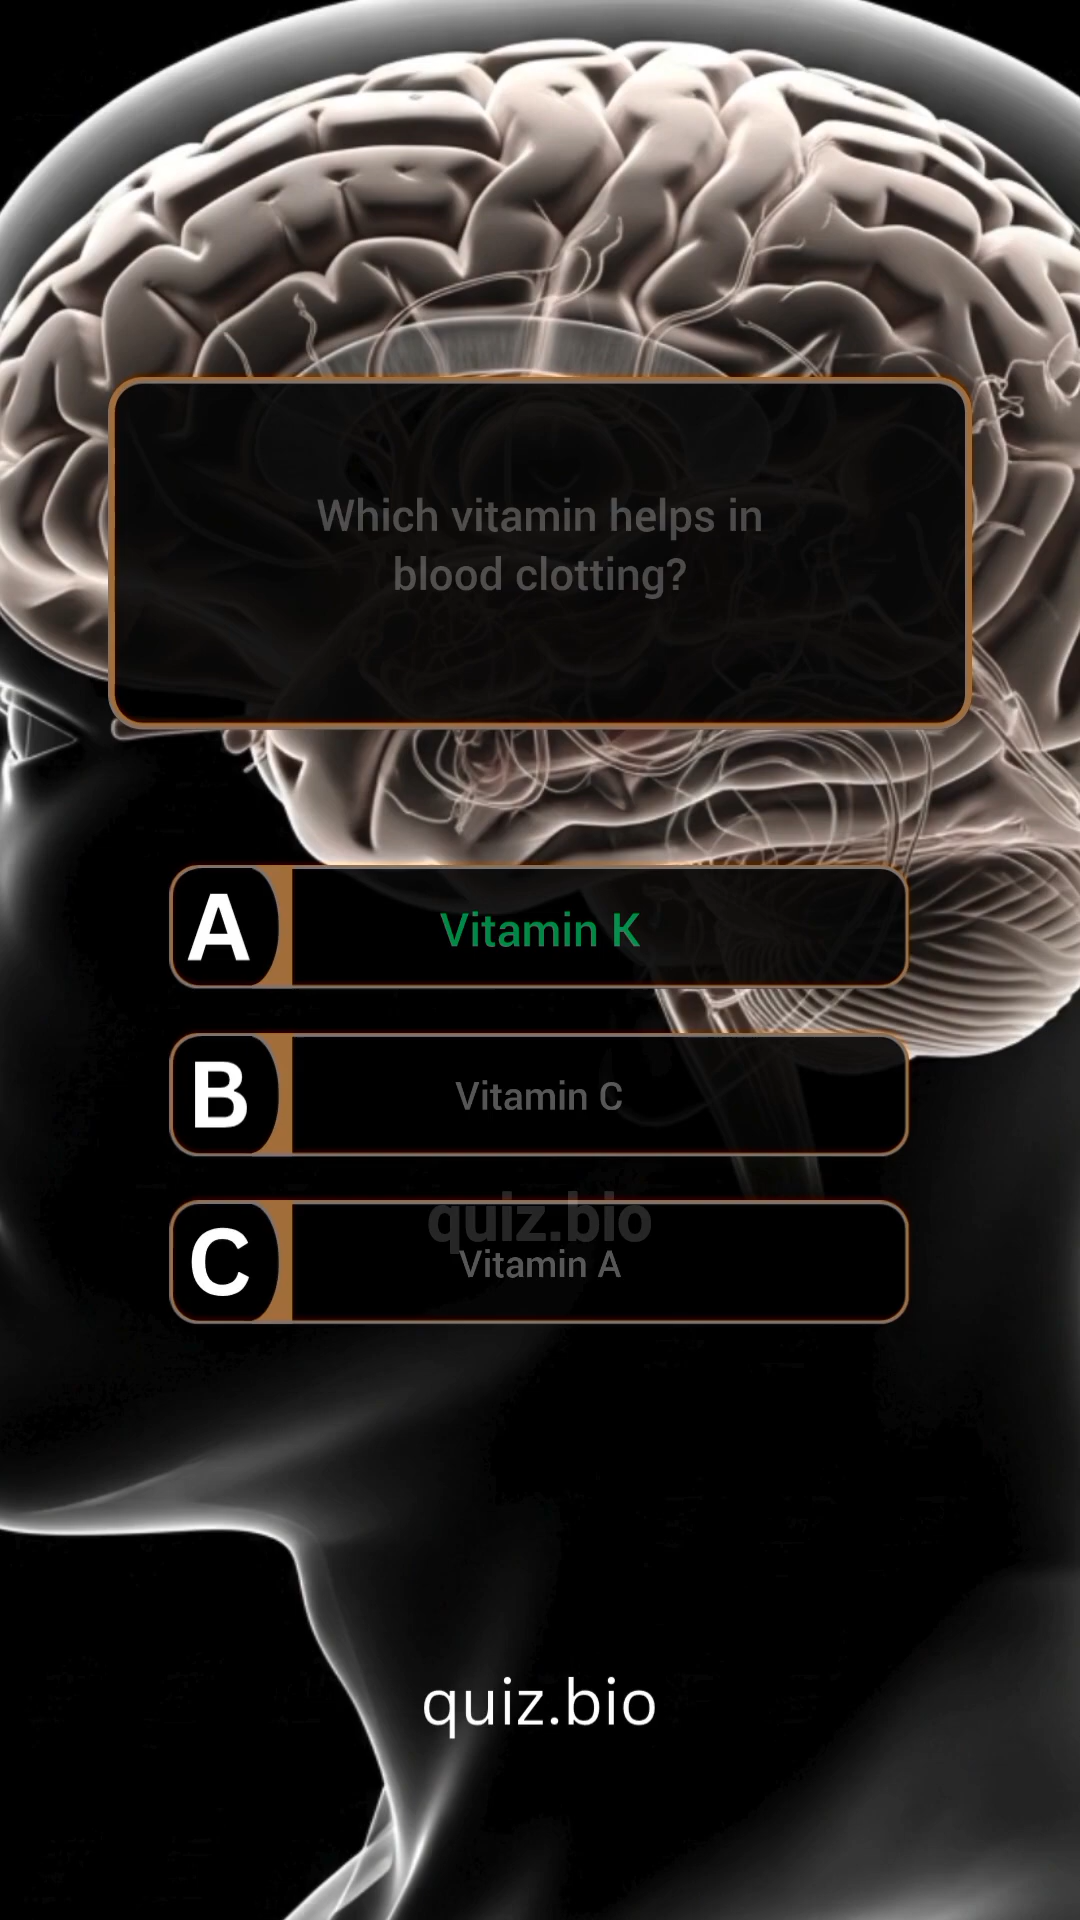 Which vitamin helps in
blood clotting?
A
Vitamin K
B
Vitamin C
quiz.bio
C
Vitamin A
quiz.bio